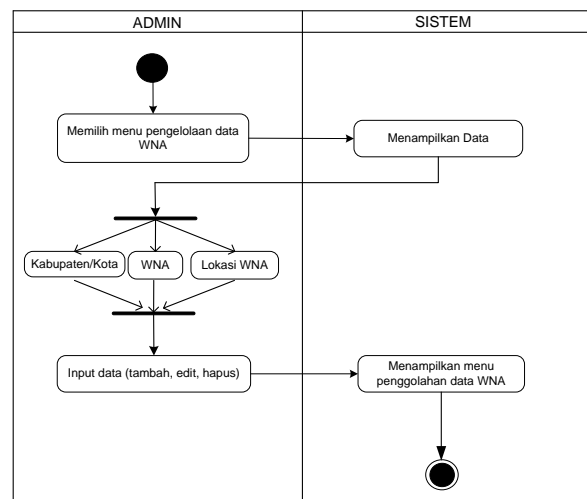 ADMIN
SISTEM
Memilih menu pengelolaan data
WNA
Menampilkan Data
Kabupaten/Kota
WNA
Lokasi WNA
Input data (tambah, edit, hapus)
Menampilkan menu
penggolahan data WNA